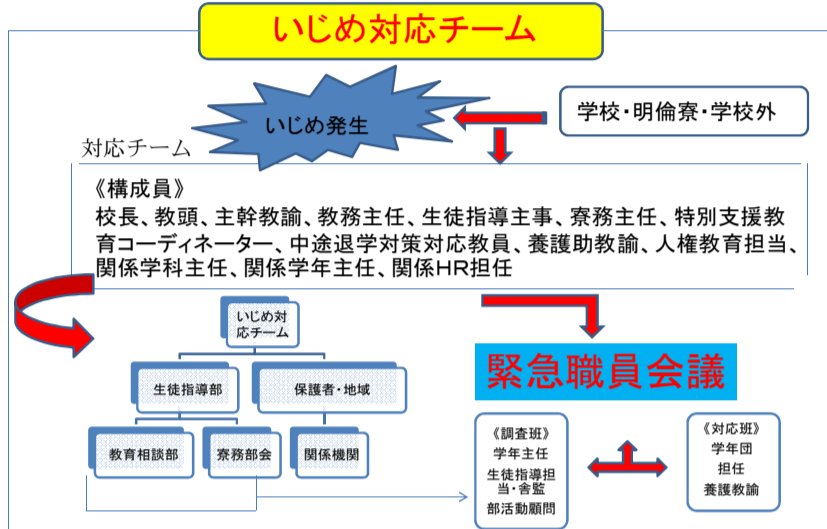 いじめ対応チーム
いじめ発生
学校・明倫寮・学校外
対応チーム
《構成員》
校長、教頭、主幹教諭、教務主任、生徒指導主事、寮務主任、特別支援教
育コーディネーター、中途退学対策対応教員、養護助教諭、人権教育担当、
関係学科主任、関係学年主任、関係HR担任
いじめ対
応チーム
生徒指導部
保護者・地域
教育相談部
寮務部会
関係機関
緊急職員会議
《調査班》
学年主任
生徒指導担
当・舎監
部活動顧問
《対応班》
学年団
担任
養護教諭